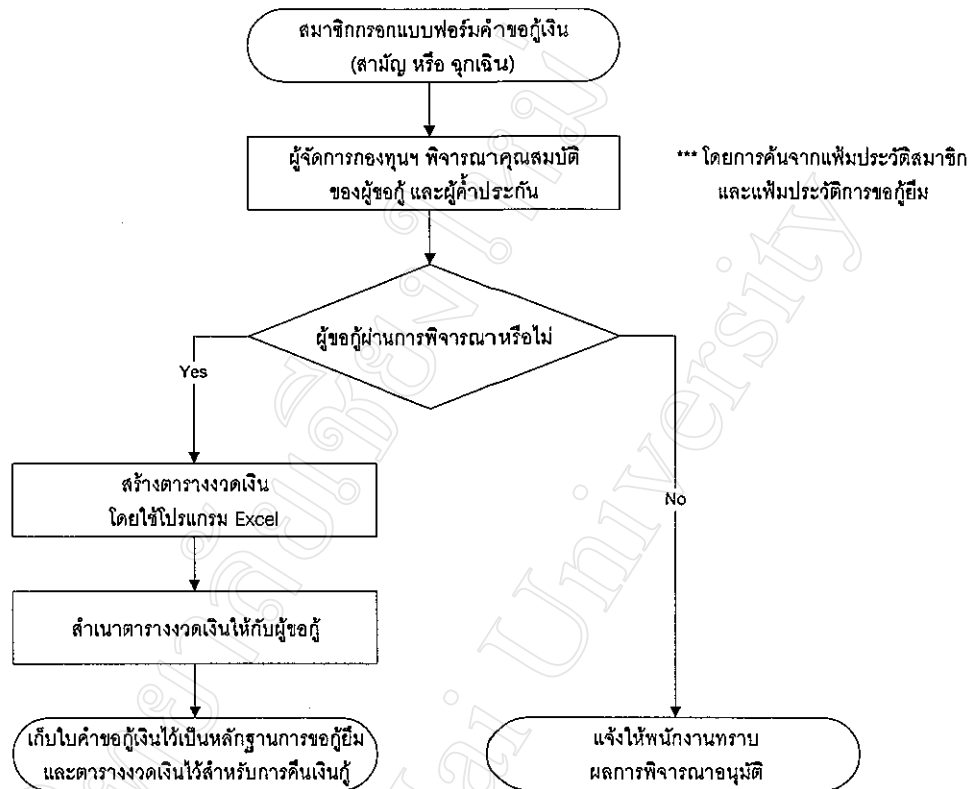 สมาชิกกรอกแบบฟอร์มคำขอกู้เงิน
(สามัญ หรือ ฉุกเฉิน)
ผู้จัดการกองทุนฯ พิจารณาคุณสมบัติ
ของผู้ขอกู้ และผู้ค้ำประกัน
*** โดยการค้นจากแฟ้มประวัติสมาชิก
และแฟ้มประวัติการขอกู้ยืม
ผู้ขอกู้ผ่านการพิจารณาหรือไม่
Yes
No
สร้างตารางงวดเงิน
โดยใช้โปรแกรม Excel
สำเนาตารางงวดเงินให้กับผู้ขอกู้
เก็บใบคำขอกู้เงินไว้เป็นหลักฐานการขอกู้ยืม
และตารางงวดเงินไว้สำหรับการคืนเงินกู้
แจ้งให้พนักงานทราบ
ผลการพิจารณาอนุมัติ